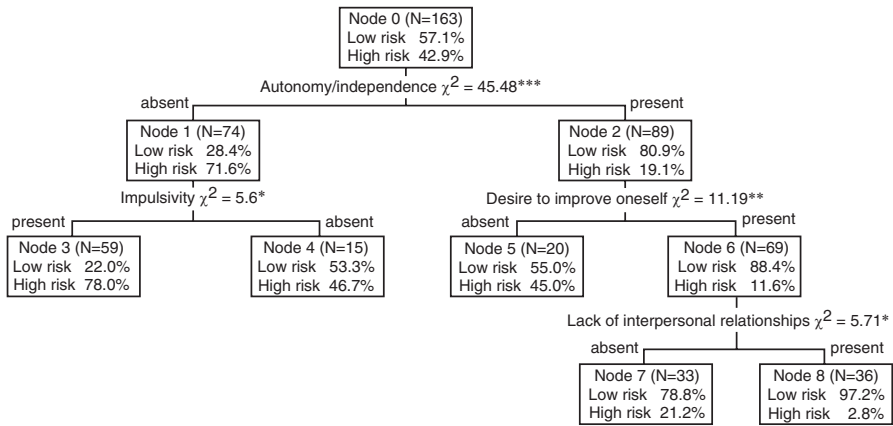 Node 0 (N=163)
Low risk 57.1%
High risk 42.9%
Autonomy/independence χ² = 45.48***
absent
present
Node 1 (N=74)
Low risk 28.4%
High risk 71.6%
Node 2 (N=89)
Low risk 80.9%
High risk 19.1%
Impulsivity χ² = 5.6*
Desire to improve oneself χ² = 11.19**
present
absent
absent
present
Node 3 (N=59)
Low risk 22.0%
High risk 78.0%
Node 4 (N=15)
Low risk 53.3%
High risk 46.7%
Node 5 (N=20)
Low risk 55.0%
High risk 45.0%
Node 6 (N=69)
Low risk 88.4%
High risk 11.6%
Lack of interpersonal relationships χ² = 5.71*
absent
present
Node 7 (N=33)
Low risk 78.8%
High risk 21.2%
Node 8 (N=36)
Low risk 97.2%
High risk 2.8%